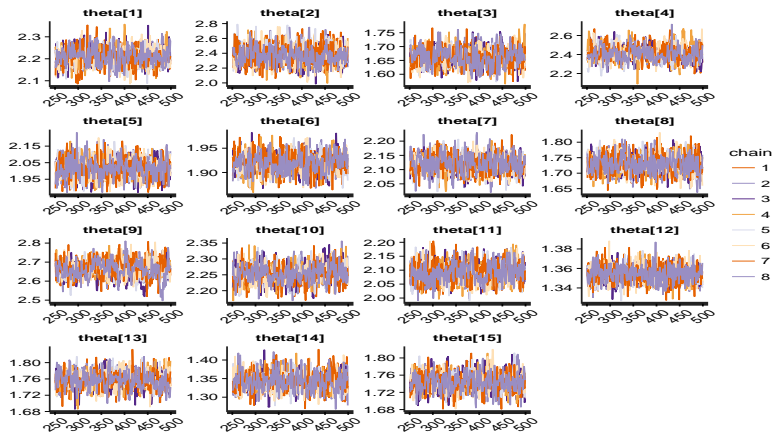 theta[1] theta[2] theta[3] theta[4]
2.3 2.8 1.75 2.6
2.2 2.6 1.70 2.4
2.1 2.4 1.65 2.2
2.2 1.60
2.0
250 300 350 400 450 500 250 300 350 400 450 500 250 300 350 400 450 500 250 300 350 400 450 500
theta[5] theta[6] theta[7] theta[8]
2.15 1.95 2.20 1.80
2.05 1.90 2.15 1.75
1.95 2.10 1.70
2.05 1.65
250 300 350 400 450 500 250 300 350 400 450 500 250 300 350 400 450 500 250 300 350 400 450 500
chain
1
2
3
4
5
6
7
8
theta[9] theta[10] theta[11] theta[12]
2.8 2.35 2.20 1.38
2.7 2.30 2.15 1.36
2.6 2.25 2.10 1.34
2.5 2.20 2.05
2.00
250 300 350 400 450 500 250 300 350 400 450 500 250 300 350 400 450 500 250 300 350 400 450 500
theta[13] theta[14] theta[15]
1.80 1.40 1.80
1.76 1.35 1.76
1.72 1.30 1.72
1.68 1.68
250 300 350 400 450 500 250 300 350 400 450 500 250 300 350 400 450 500